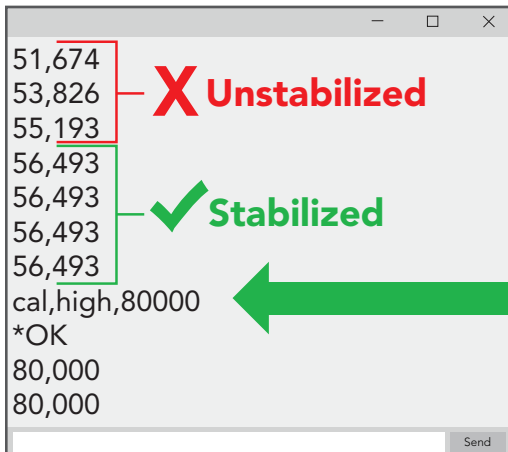 51,674
53,826
X Unstabilized
55,193
56,493
56,493
Stabilized
56,493
56,493
cal,high,80000
*OK
80,000
80,000
Send